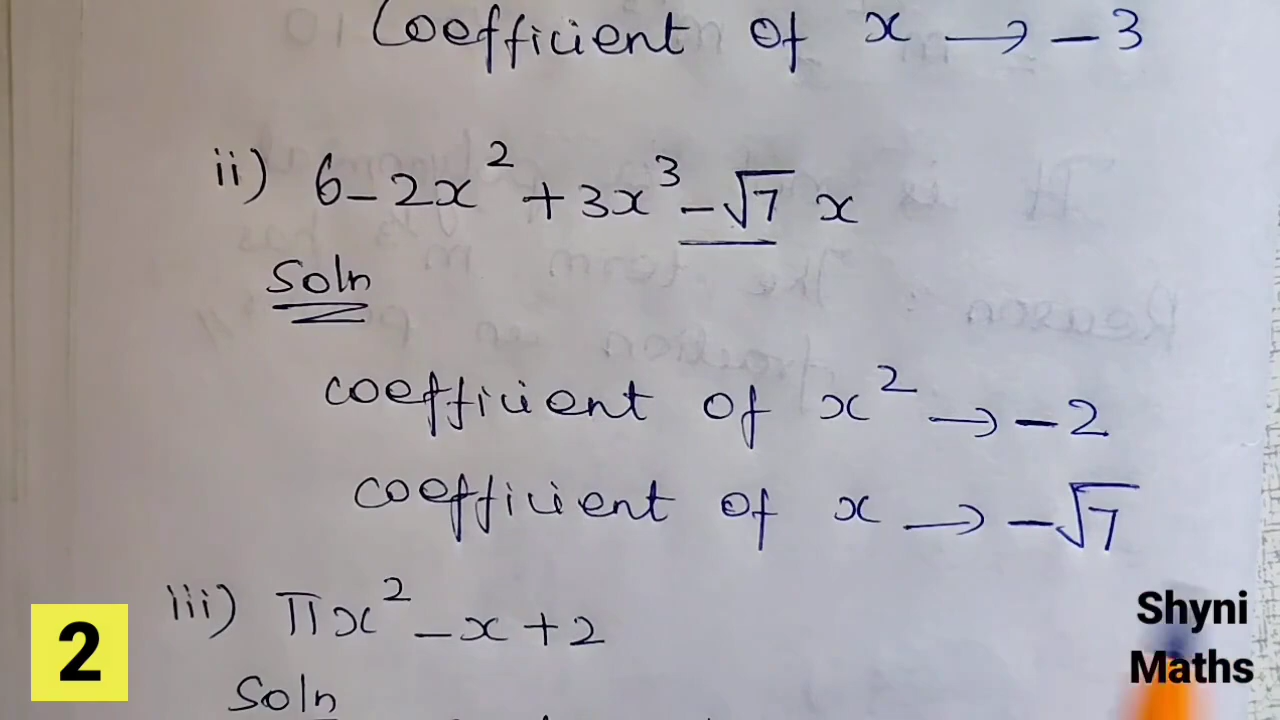 Coefficient of x → -3
ii) 6 - 2x² + 3x³ - √7 x
Soln
coefficient of x² → -2
coefficient of x → -√7
iii) πx² - x + 2
Soln
2
Shyni
Maths